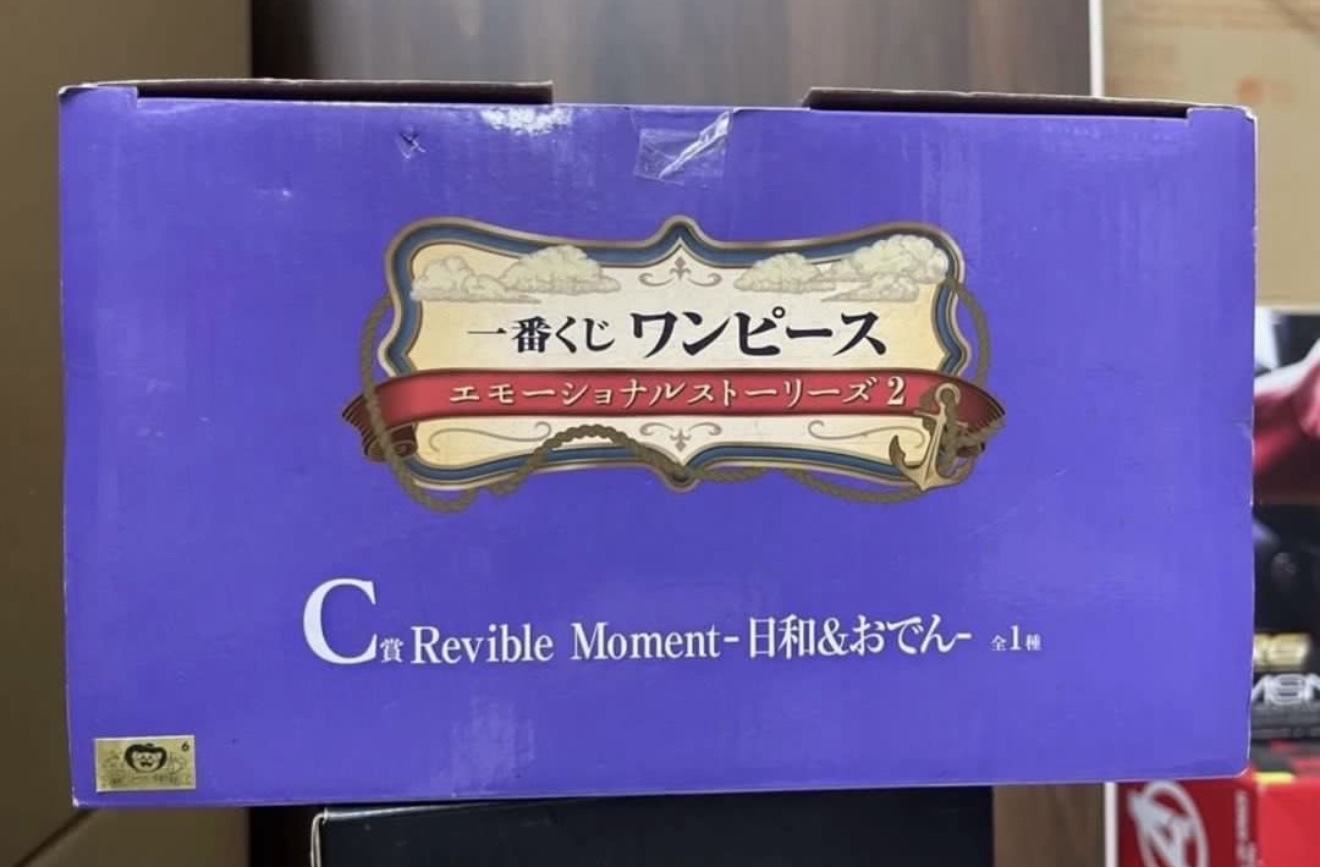 一番くじ ワンピース
エモーショナルストーリーズ 2
C賞 Revible Moment-日和&おでん- 全1種
6